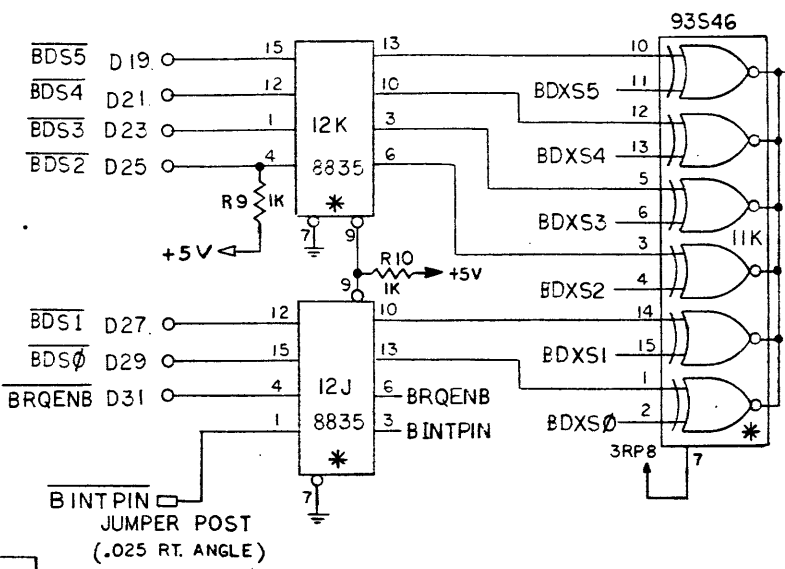 93S46
BDS5 D19 15 13 10
BDXS5 11
BDS4 D21 12 10 12
BDXS4 13
BDS3 D23 1 12K 3 5
BDXS3 6
BDS2 D25 4 8835 6 3
R9 1K * 11K
BDXS2 4
7 9
+5V
R10 1K +5V
9
BDS1 D27 12 10 14
BDXS1 15
BDSØ D29 15 12J 13 1
BRQENB D31 4 6 BRQENB
BDXSØ 2
1 8835 3 BINTPIN
* *
3RP8 7
7
BINTPIN
JUMPER POST
(.025 RT. ANGLE)